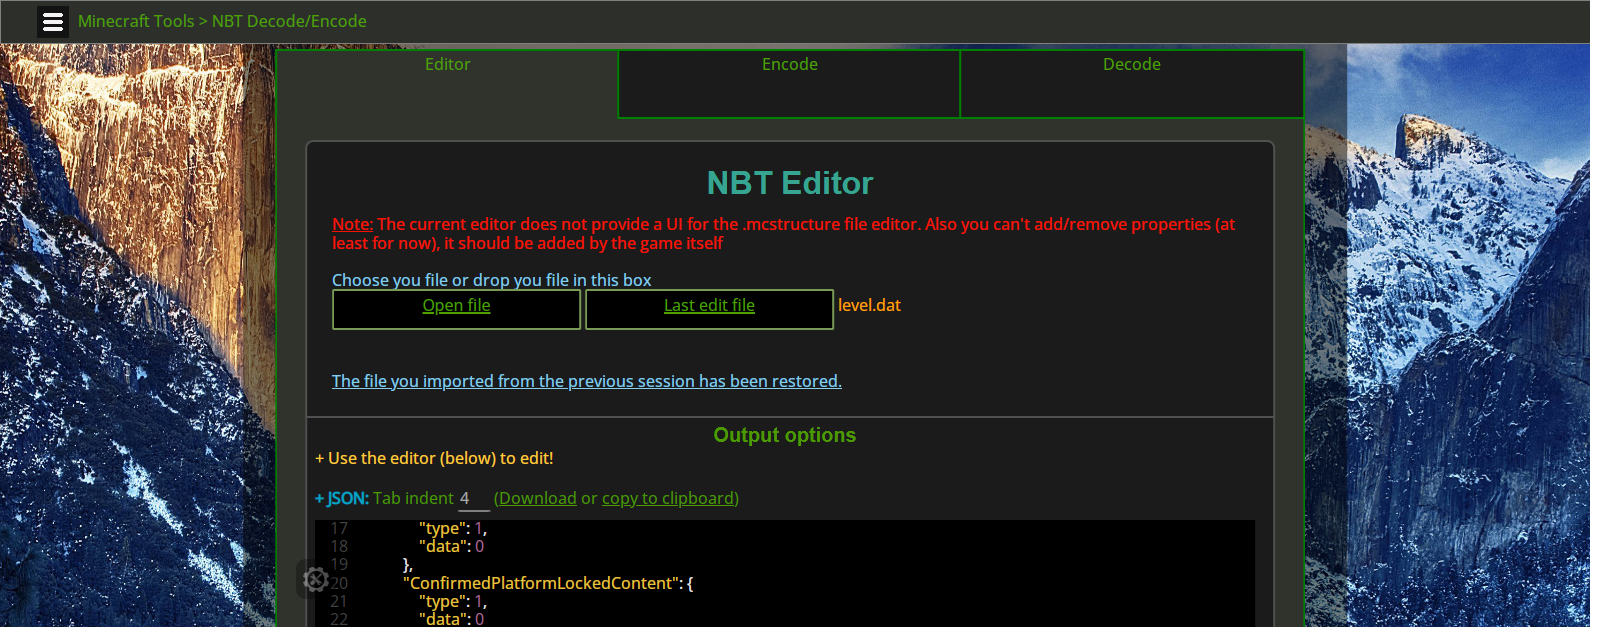 Minecraft Tools > NBT Decode/Encode
Editor
Encode
Decode
NBT Editor
Note: The current editor does not provide a UI for the .mcstructure file editor. Also you can't add/remove properties (at
least for now), it should be added by the game itself
Choose you file or drop you file in this box
Open file
Last edit file
level.dat
The file you imported from the previous session has been restored.
Output options
+ Use the editor (below) to edit!
+ JSON: Tab indent 4 (Download or copy to clipboard)
17 "type": 1,
18 "data": 0
19 },
20 "ConfirmedPlatformLockedContent": {
21 "type": 1,
22 "data": 0